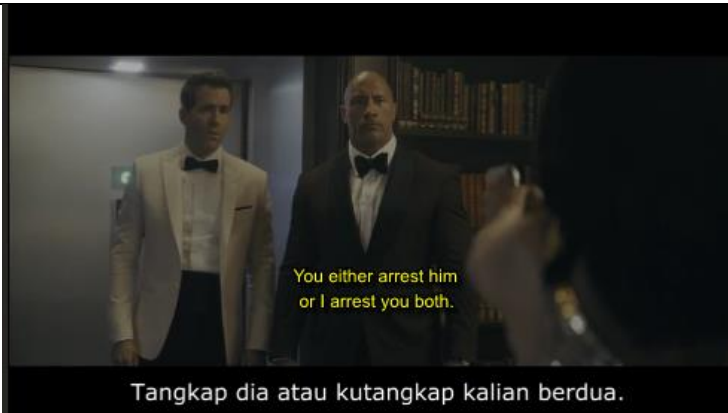 You either arrest him
or I arrest you both.
Tangkap dia atau kutangkap kalian berdua.